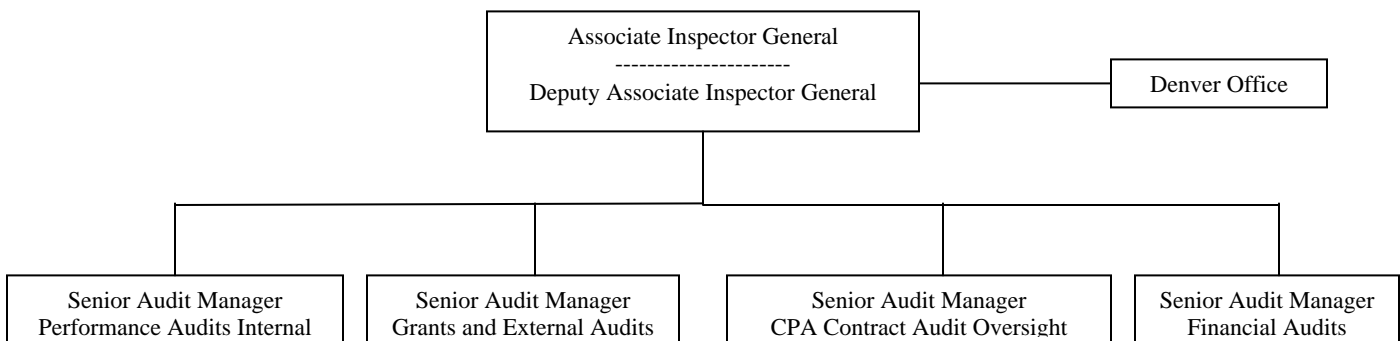 Associate Inspector General
----------------------
Deputy Associate Inspector General
Denver Office
Senior Audit Manager
Performance Audits Internal
Senior Audit Manager
Grants and External Audits
Senior Audit Manager
CPA Contract Audit Oversight
Senior Audit Manager
Financial Audits